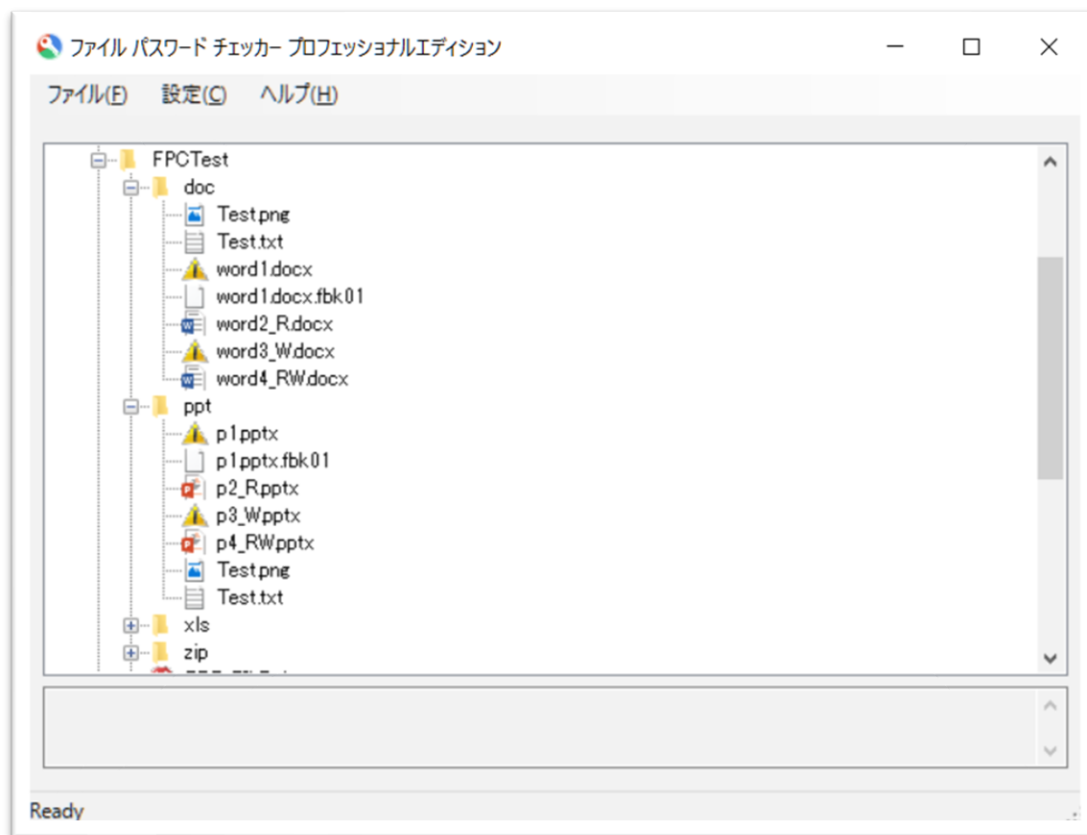 ファイル パスワード チェッカー プロフェッショナルエディション
ファイル(F) 設定(C) ヘルプ(H)
FPCTest
doc
Test.png
Test.txt
word1.docx
word1.docx.fbk01
word2_R.docx
word3_W.docx
word4_RW.docx
ppt
p1.pptx
p1.pptx.fbk01
p2_R.pptx
p3_W.pptx
p4_RW.pptx
Test.png
Test.txt
xls
zip
Ready